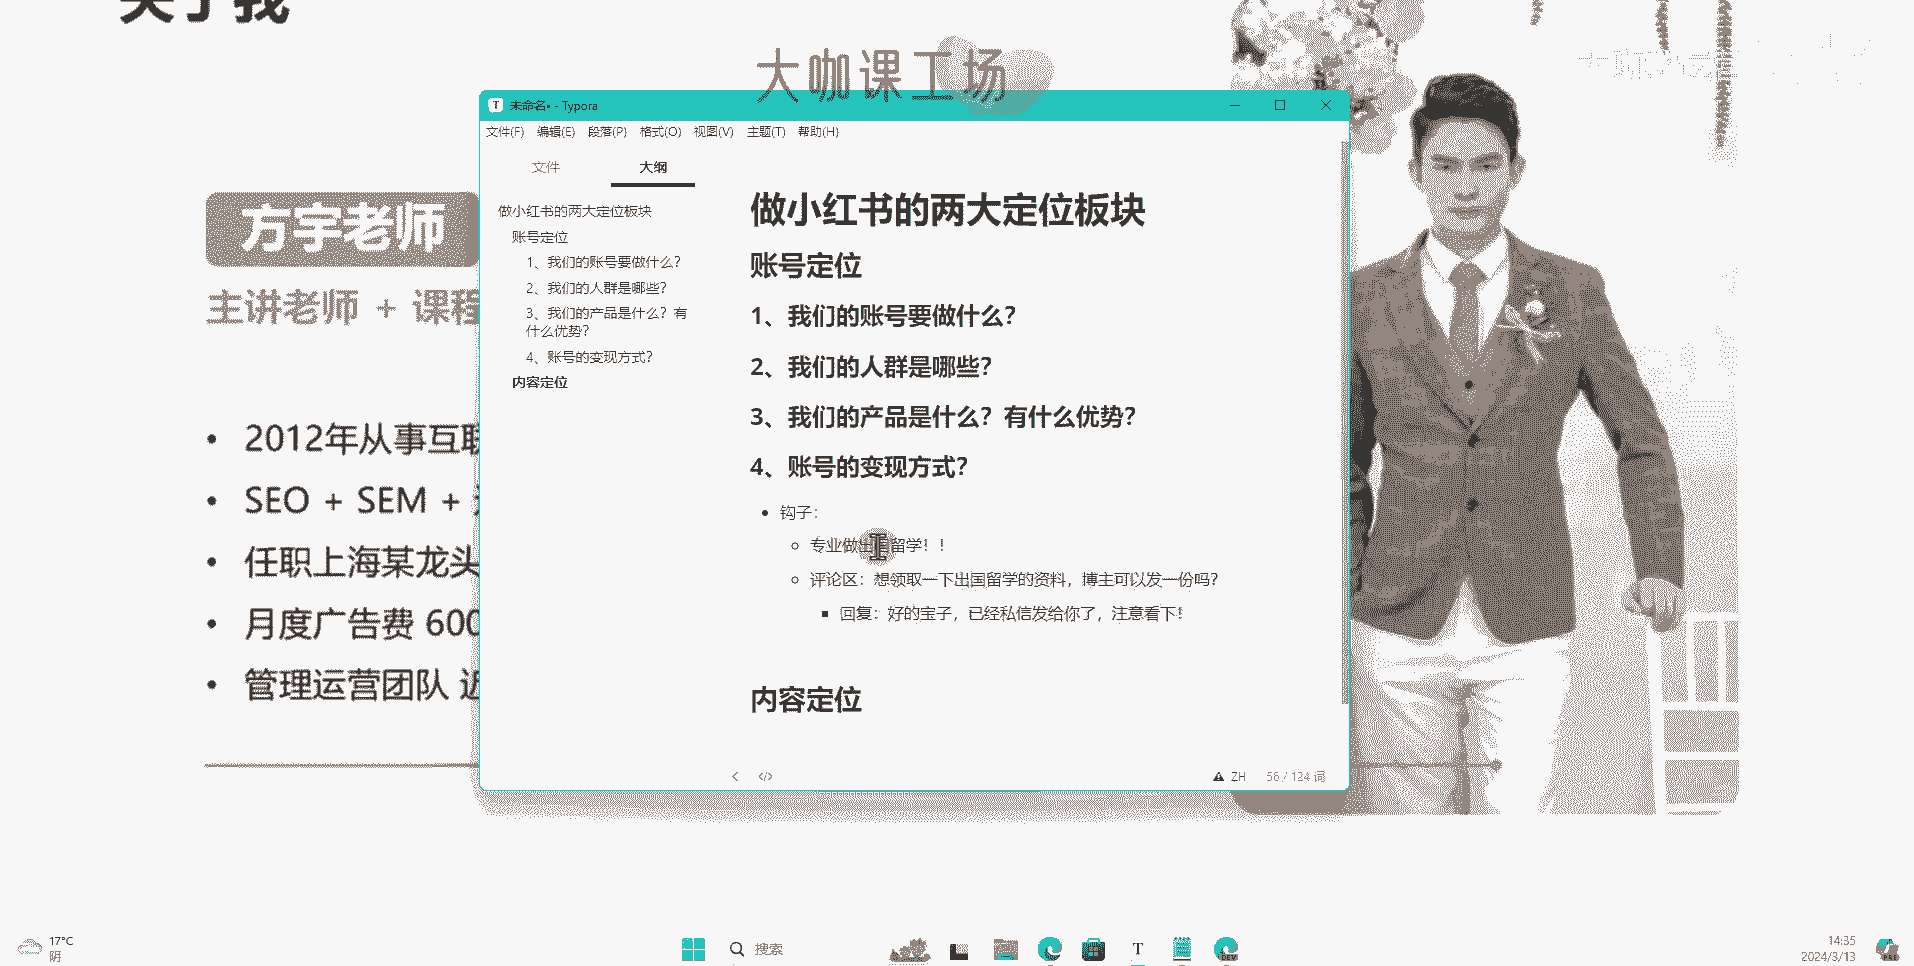 关于我
大咖课工场
未命名• - Typora
文件(F) 编辑(E) 段落(P) 格式(O) 视图(V) 主题(T) 帮助(H)
文件 大纲
做小红书的两大定位板块
账号定位
1、我们的账号要做什么？
2、我们的人群是哪些？
3、我们的产品是什么？有
什么优势？
4、账号的变现方式？
内容定位
做小红书的两大定位板块
账号定位
1、我们的账号要做什么？
2、我们的人群是哪些？
3、我们的产品是什么？有什么优势？
4、账号的变现方式？
钩子：
专业做出国留学！！
评论区：想领取一下出国留学的资料，博主可以发一份吗？
回复：好的宝子，已经私信发给你了，注意看下！
内容定位
ZH 56 / 124 词
方宇老师
主讲老师 + 课程
• 2012年从事互联
• SEO + SEM +
• 任职上海某龙头
• 月度广告费 600
• 管理运营团队 近
17°C
阴
搜索
14:35
2024/3/13